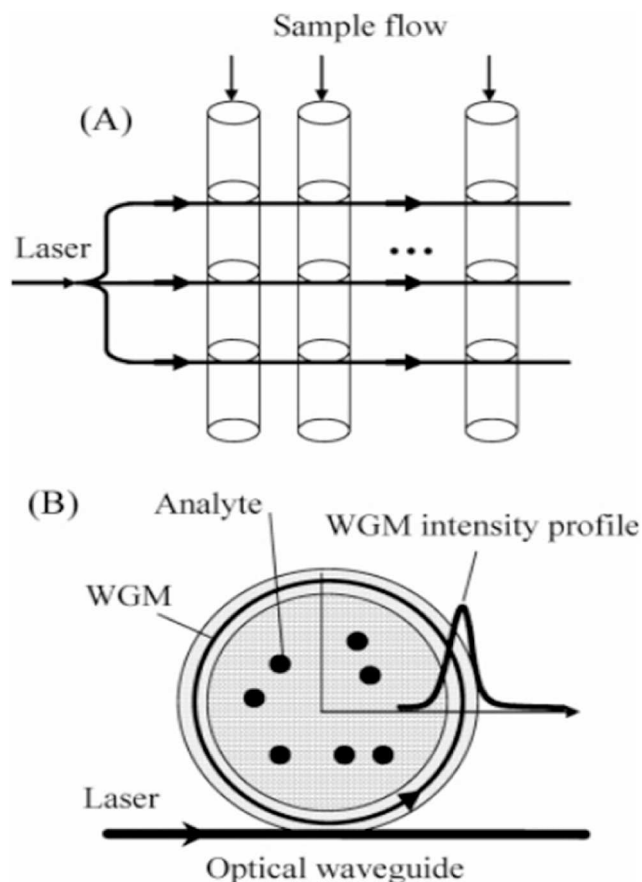 Sample flow
(A)
Laser
(B)
Analyte
WGM intensity profile
WGM
Laser
Optical waveguide